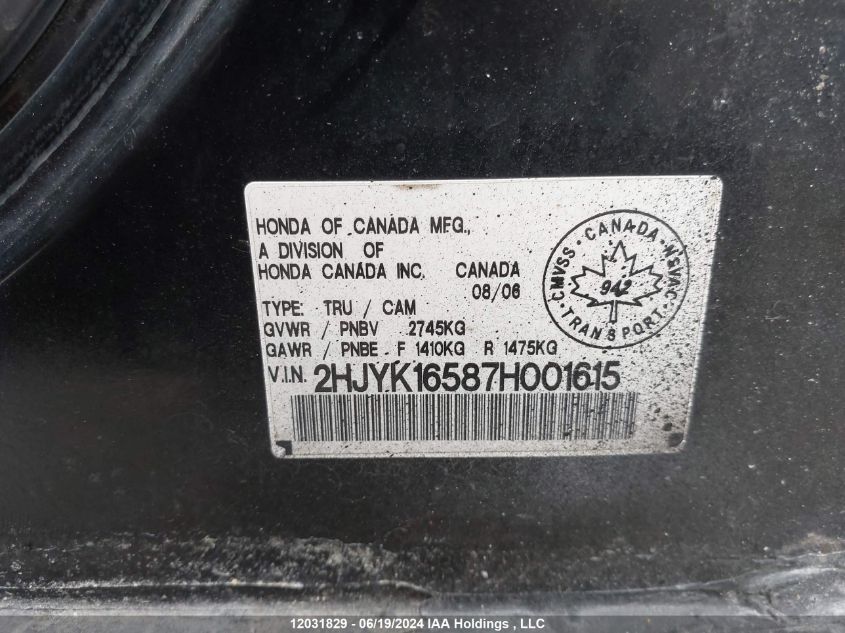 HONDA OF CANADA MFG.,
A DIVISION OF
HONDA CANADA INC, CANADA
08/06
TYPE: TRU / CAM
GVWR / PNBV 2745KG
GAWR / PNBE F 1410KG R 1475KG
V.I.N. 2HJYK16587H001615
CMVSS · CANADA · NSVAC ·
942
TRANSPORT
12031829 - 06/19/2024 IAA Holdings , LLC